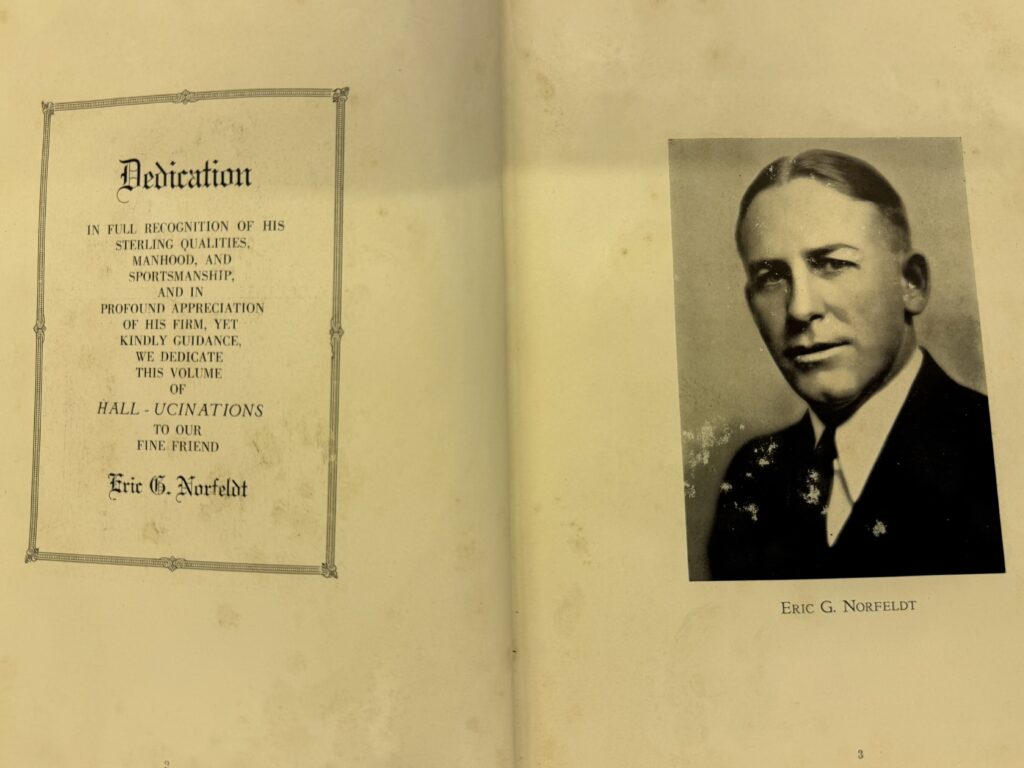 Dedication
IN FULL RECOGNITION OF HIS
STERLING QUALITIES,
MANHOOD, AND
SPORTSMANSHIP,
AND IN
PROFOUND APPRECIATION
OF HIS FIRM, YET
KINDLY GUIDANCE,
WE DEDICATE
THIS VOLUME
OF
HALL - UCINATIONS
TO OUR
FINE FRIEND
Eric G. Norfeldt
2
ERIC G. NORFELDT
3